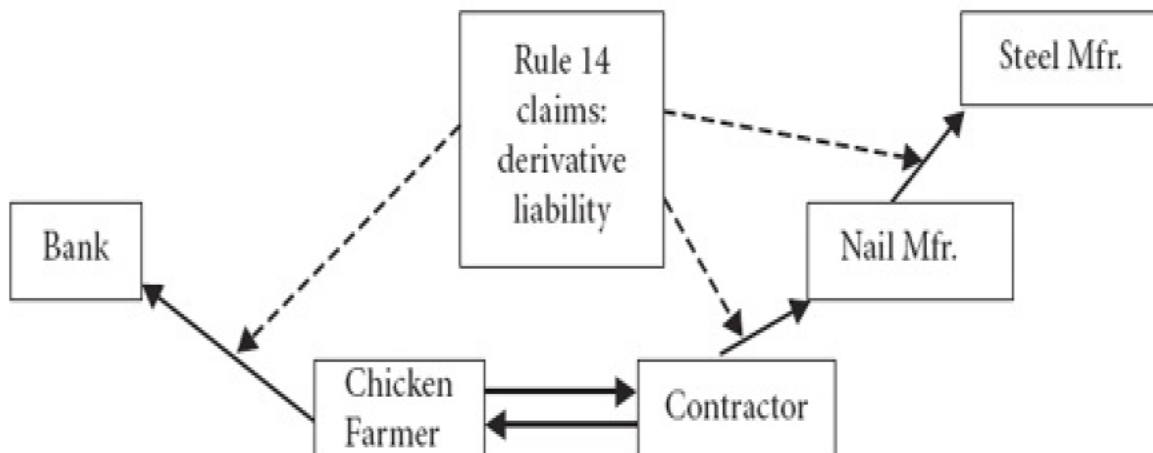 Rule 14
claims:
derivative
liability
Steel Mfr.
Bank
Nail Mfr.
Chicken
Farmer
Contractor